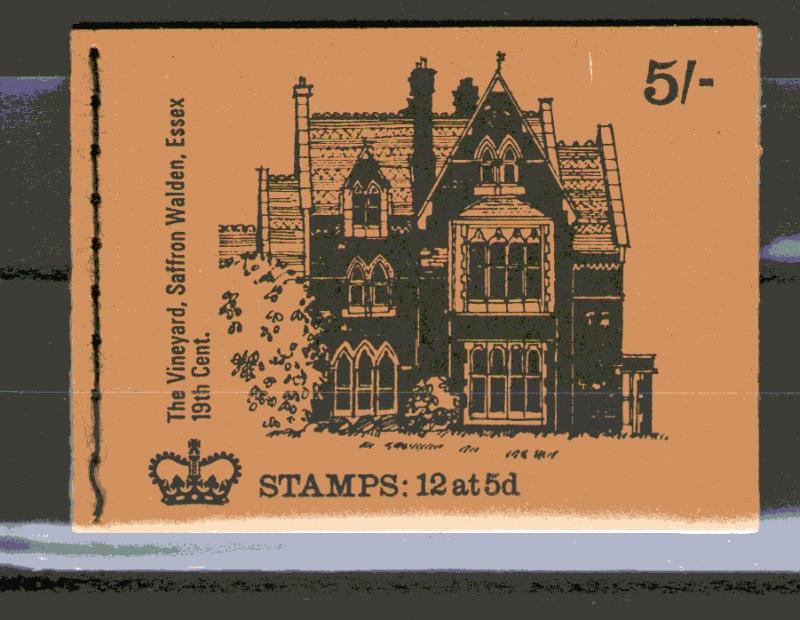 5/-
The Vineyard, Saffron Walden, Essex
19th Cent.
STAMPS: 12 at 5d